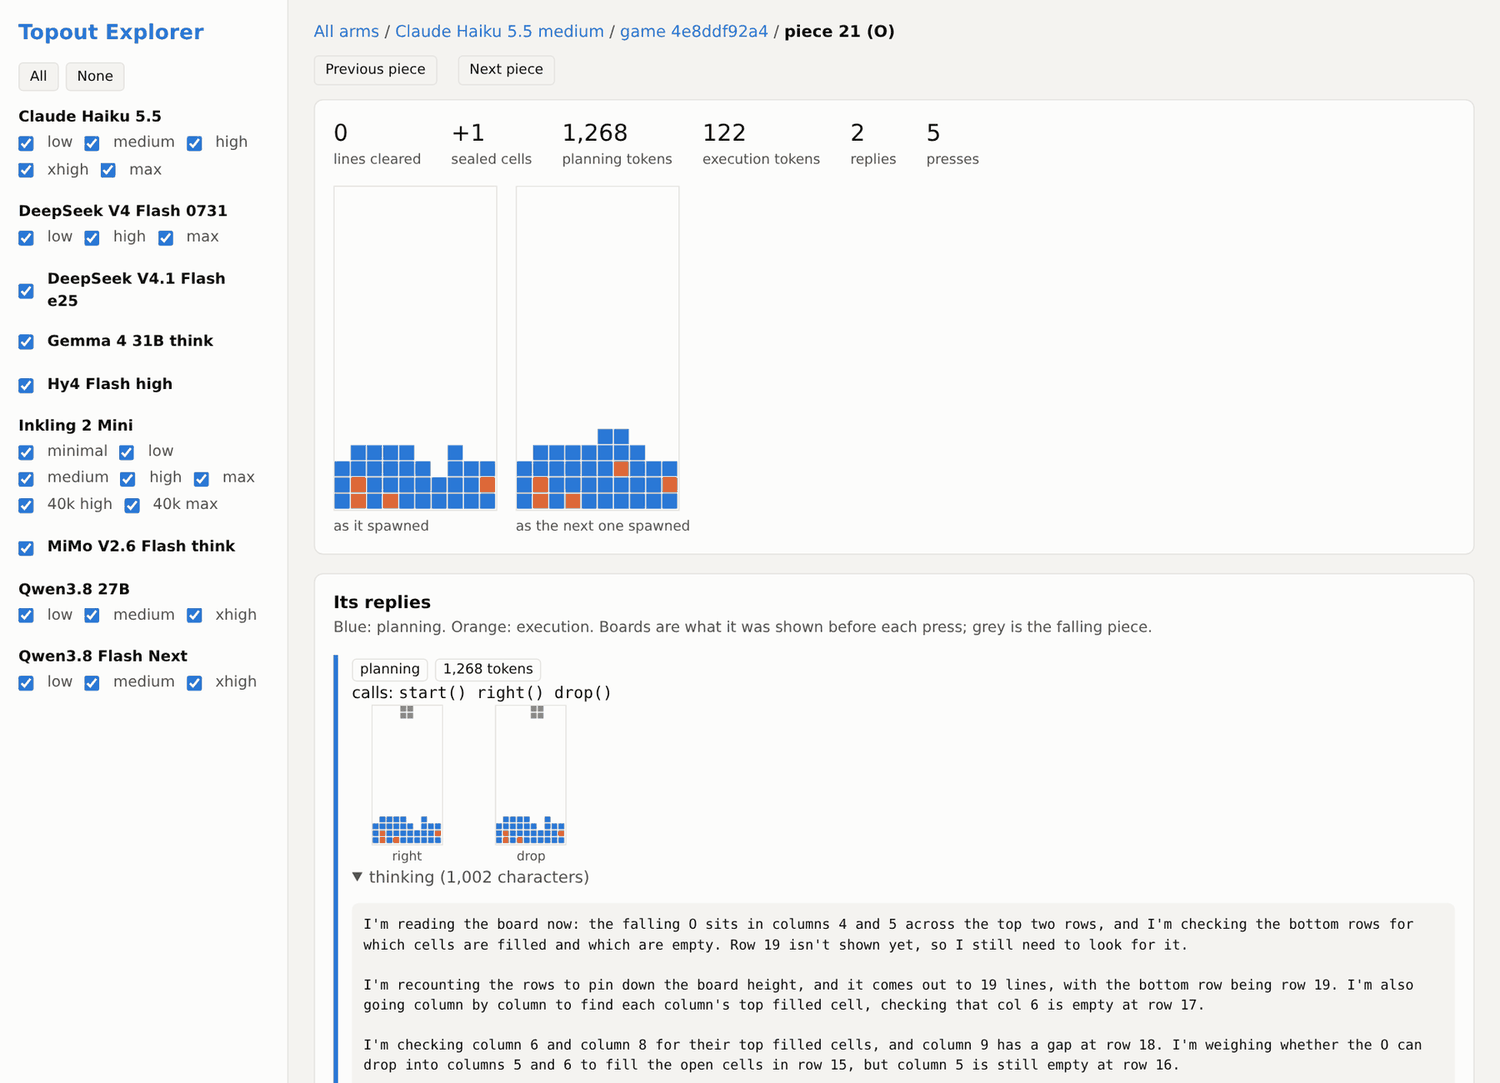 Topout Explorer
All None
Claude Haiku 5.5
low medium high
xhigh max
DeepSeek V4 Flash 0731
low high max
DeepSeek V4.1 Flash
e25
Gemma 4 31B think
Hy4 Flash high
Inkling 2 Mini
minimal low
medium high max
40k high 40k max
MiMo V2.6 Flash think
Qwen3.8 27B
low medium xhigh
Qwen3.8 Flash Next
low medium xhigh
All arms / Claude Haiku 5.5 medium / game 4e8ddf92a4 / piece 21 (O)
Previous piece Next piece
0 +1 1,268 122 2 5
lines cleared sealed cells planning tokens execution tokens replies presses
as it spawned as the next one spawned
Its replies
Blue: planning. Orange: execution. Boards are what it was shown before each press; grey is the falling piece.
planning 1,268 tokens
calls: start() right() drop()
right drop
▼ thinking (1,002 characters)
I'm reading the board now: the falling O sits in columns 4 and 5 across the top two rows, and I'm checking the bottom rows for
which cells are filled and which are empty. Row 19 isn't shown yet, so I still need to look for it.
I'm recounting the rows to pin down the board height, and it comes out to 19 lines, with the bottom row being row 19. I'm also
going column by column to find each column's top filled cell, checking that col 6 is empty at row 17.
I'm checking column 6 and column 8 for their top filled cells, and column 9 has a gap at row 18. I'm weighing whether the O can
drop into columns 5 and 6 to fill the open cells in row 15, but column 5 is still empty at row 16.